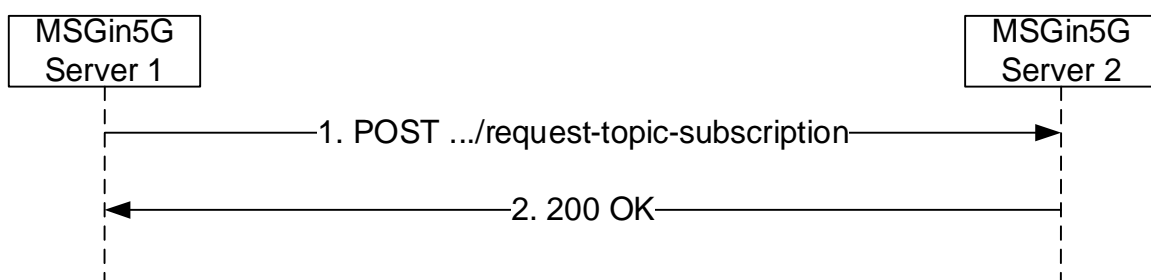 MSGin5G
Server 1
MSGin5G
Server 2
1. POST .../request-topic-subscription
2. 200 OK